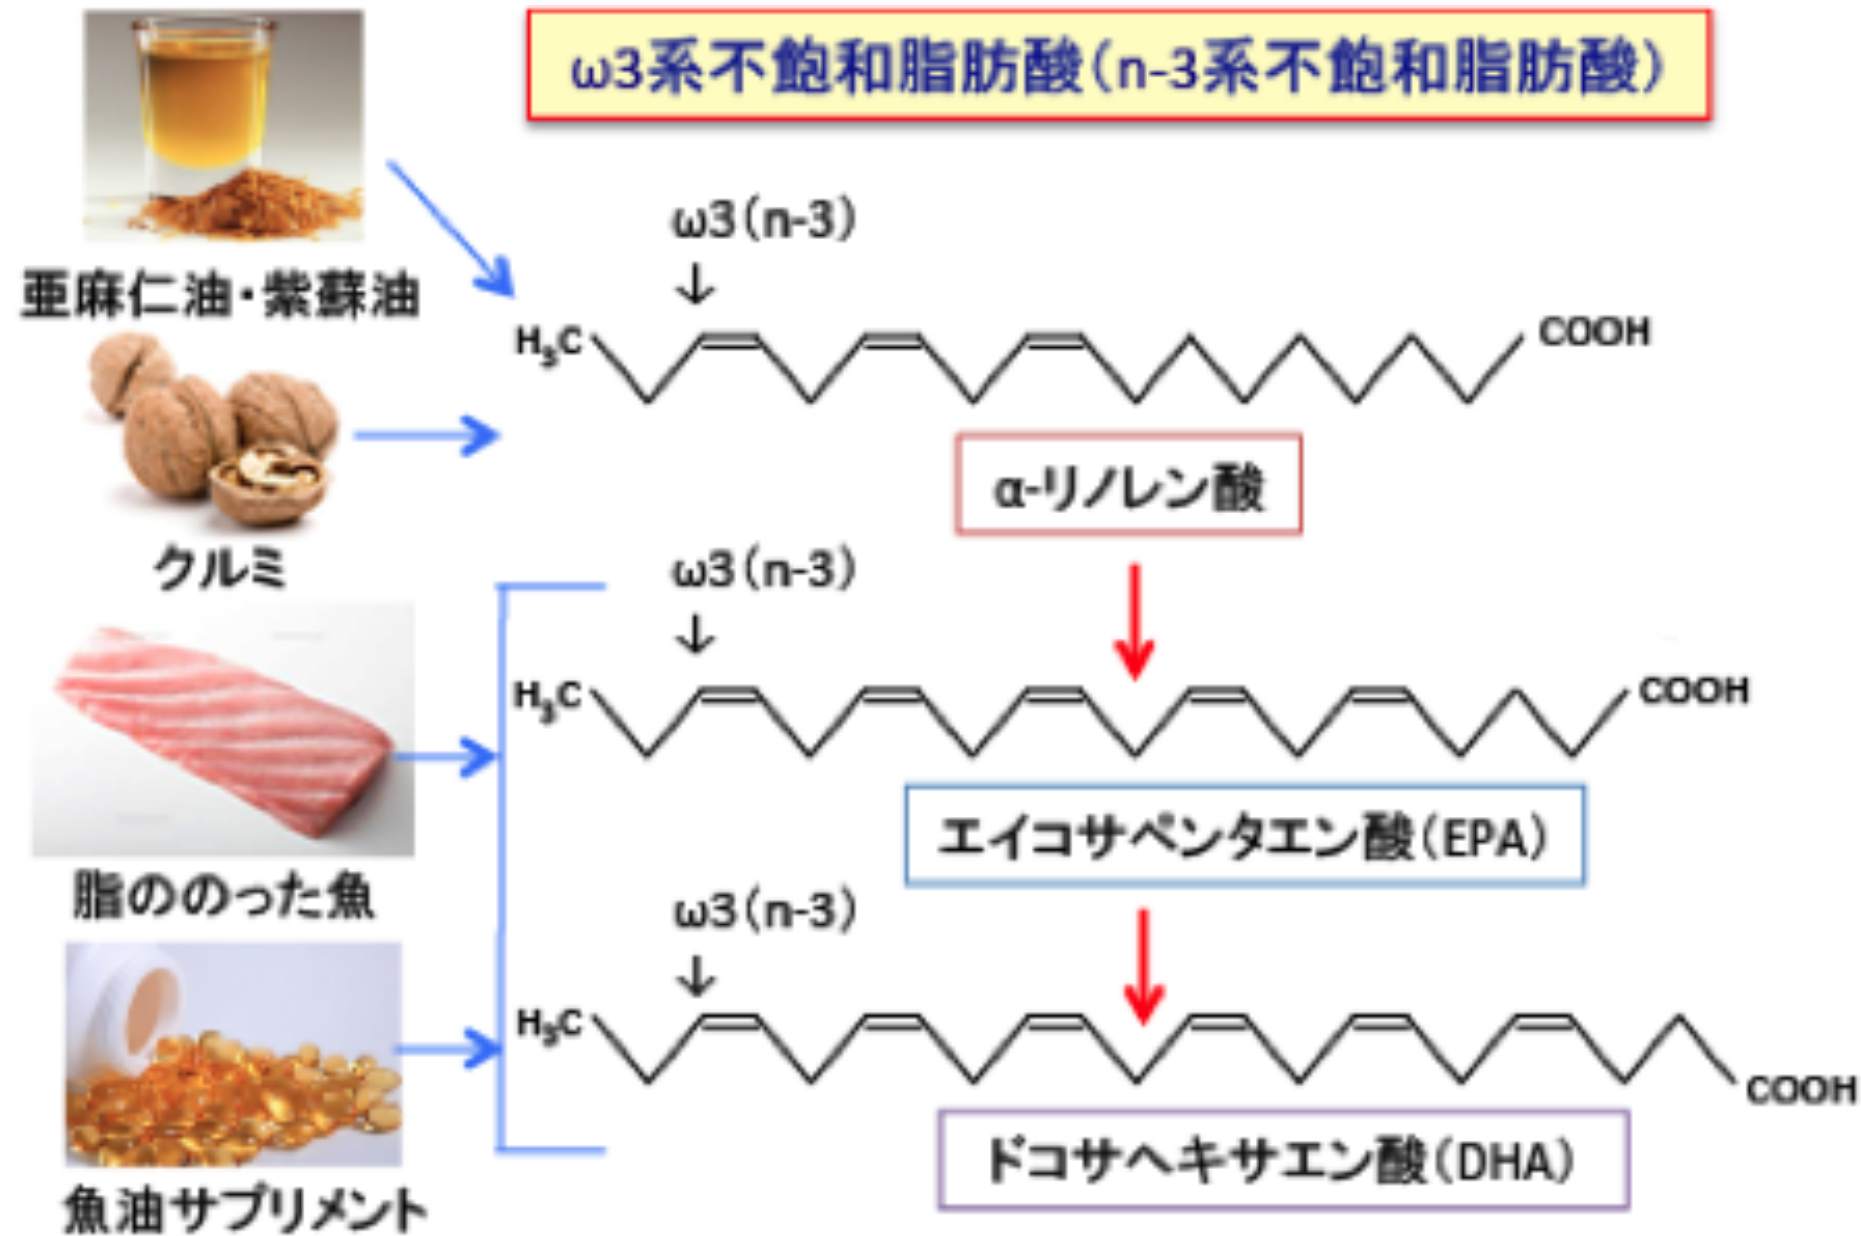 ω3系不飽和脂肪酸(n-3系不飽和脂肪酸)
亜麻仁油・紫蘇油
クルミ
脂ののった魚
魚油サプリメント
ω3(n-3)
↓
H3C
COOH
α-リノレン酸
ω3(n-3)
↓
H3C
COOH
エイコサペンタエン酸(EPA)
ω3(n-3)
↓
H3C
COOH
ドコサヘキサエン酸(DHA)